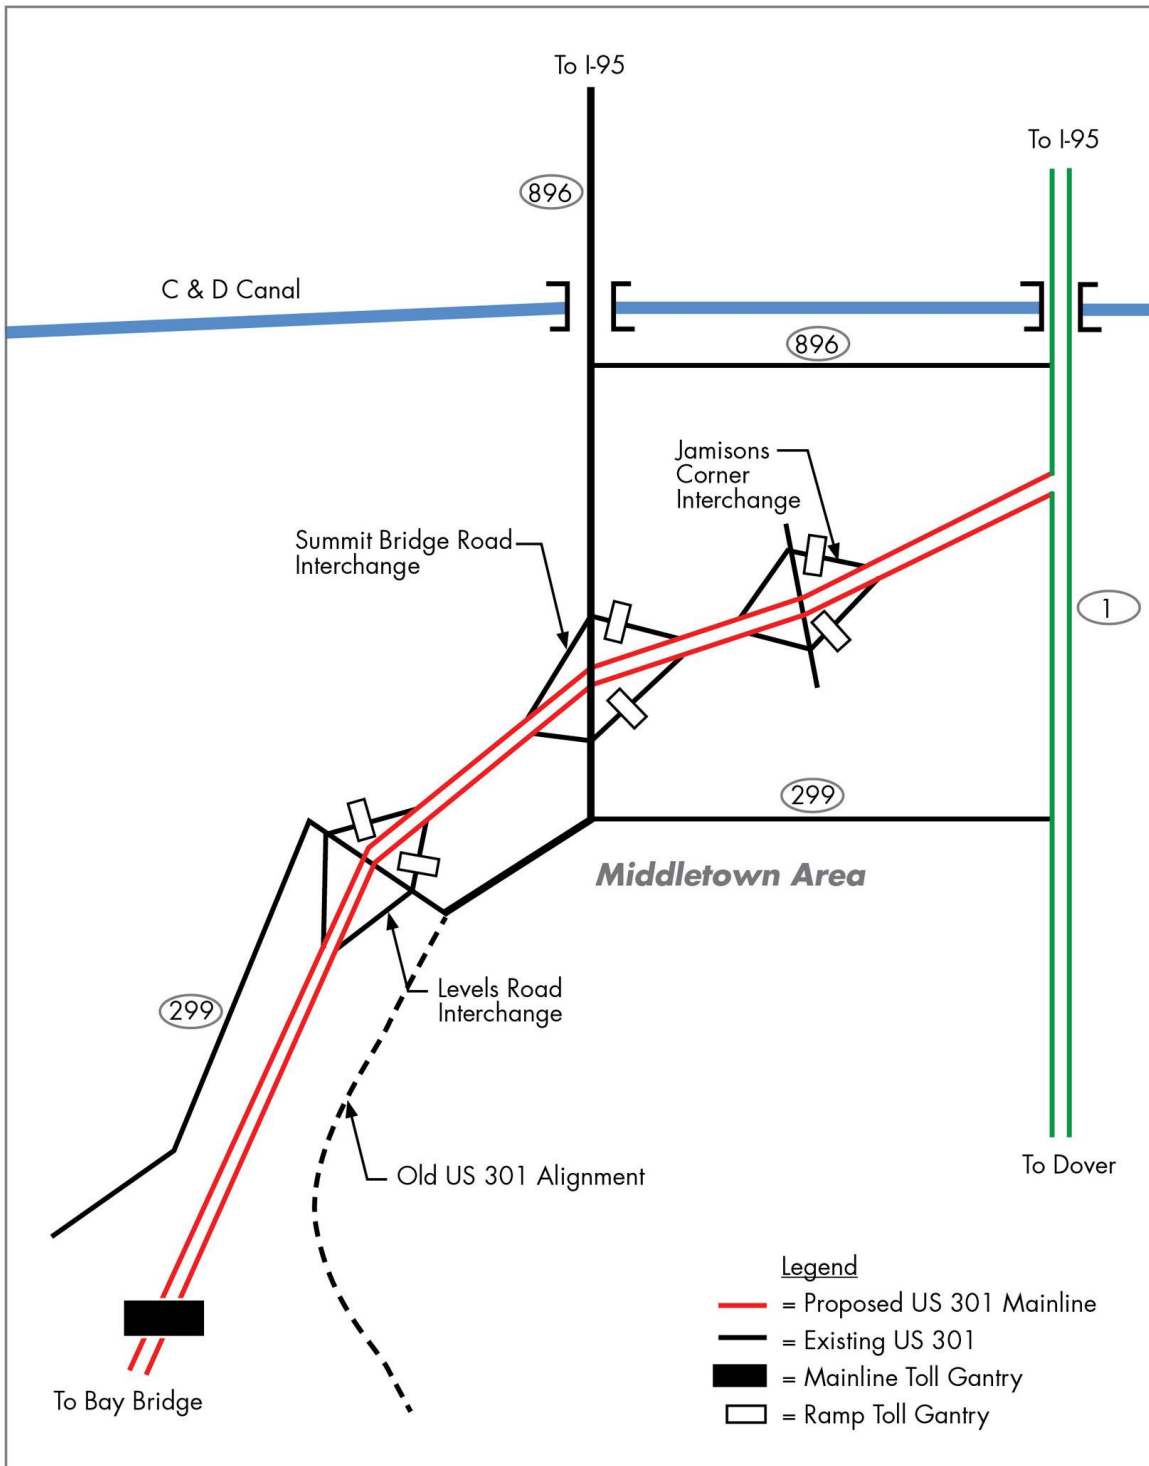 To I-95
To I-95
896
C & D Canal
896
Jamisons
Corner
Interchange
Summit Bridge Road
Interchange
1
299
Middletown Area
Levels Road
Interchange
299
Old US 301 Alignment
To Dover
To Bay Bridge
Legend
= Proposed US 301 Mainline
= Existing US 301
= Mainline Toll Gantry
= Ramp Toll Gantry